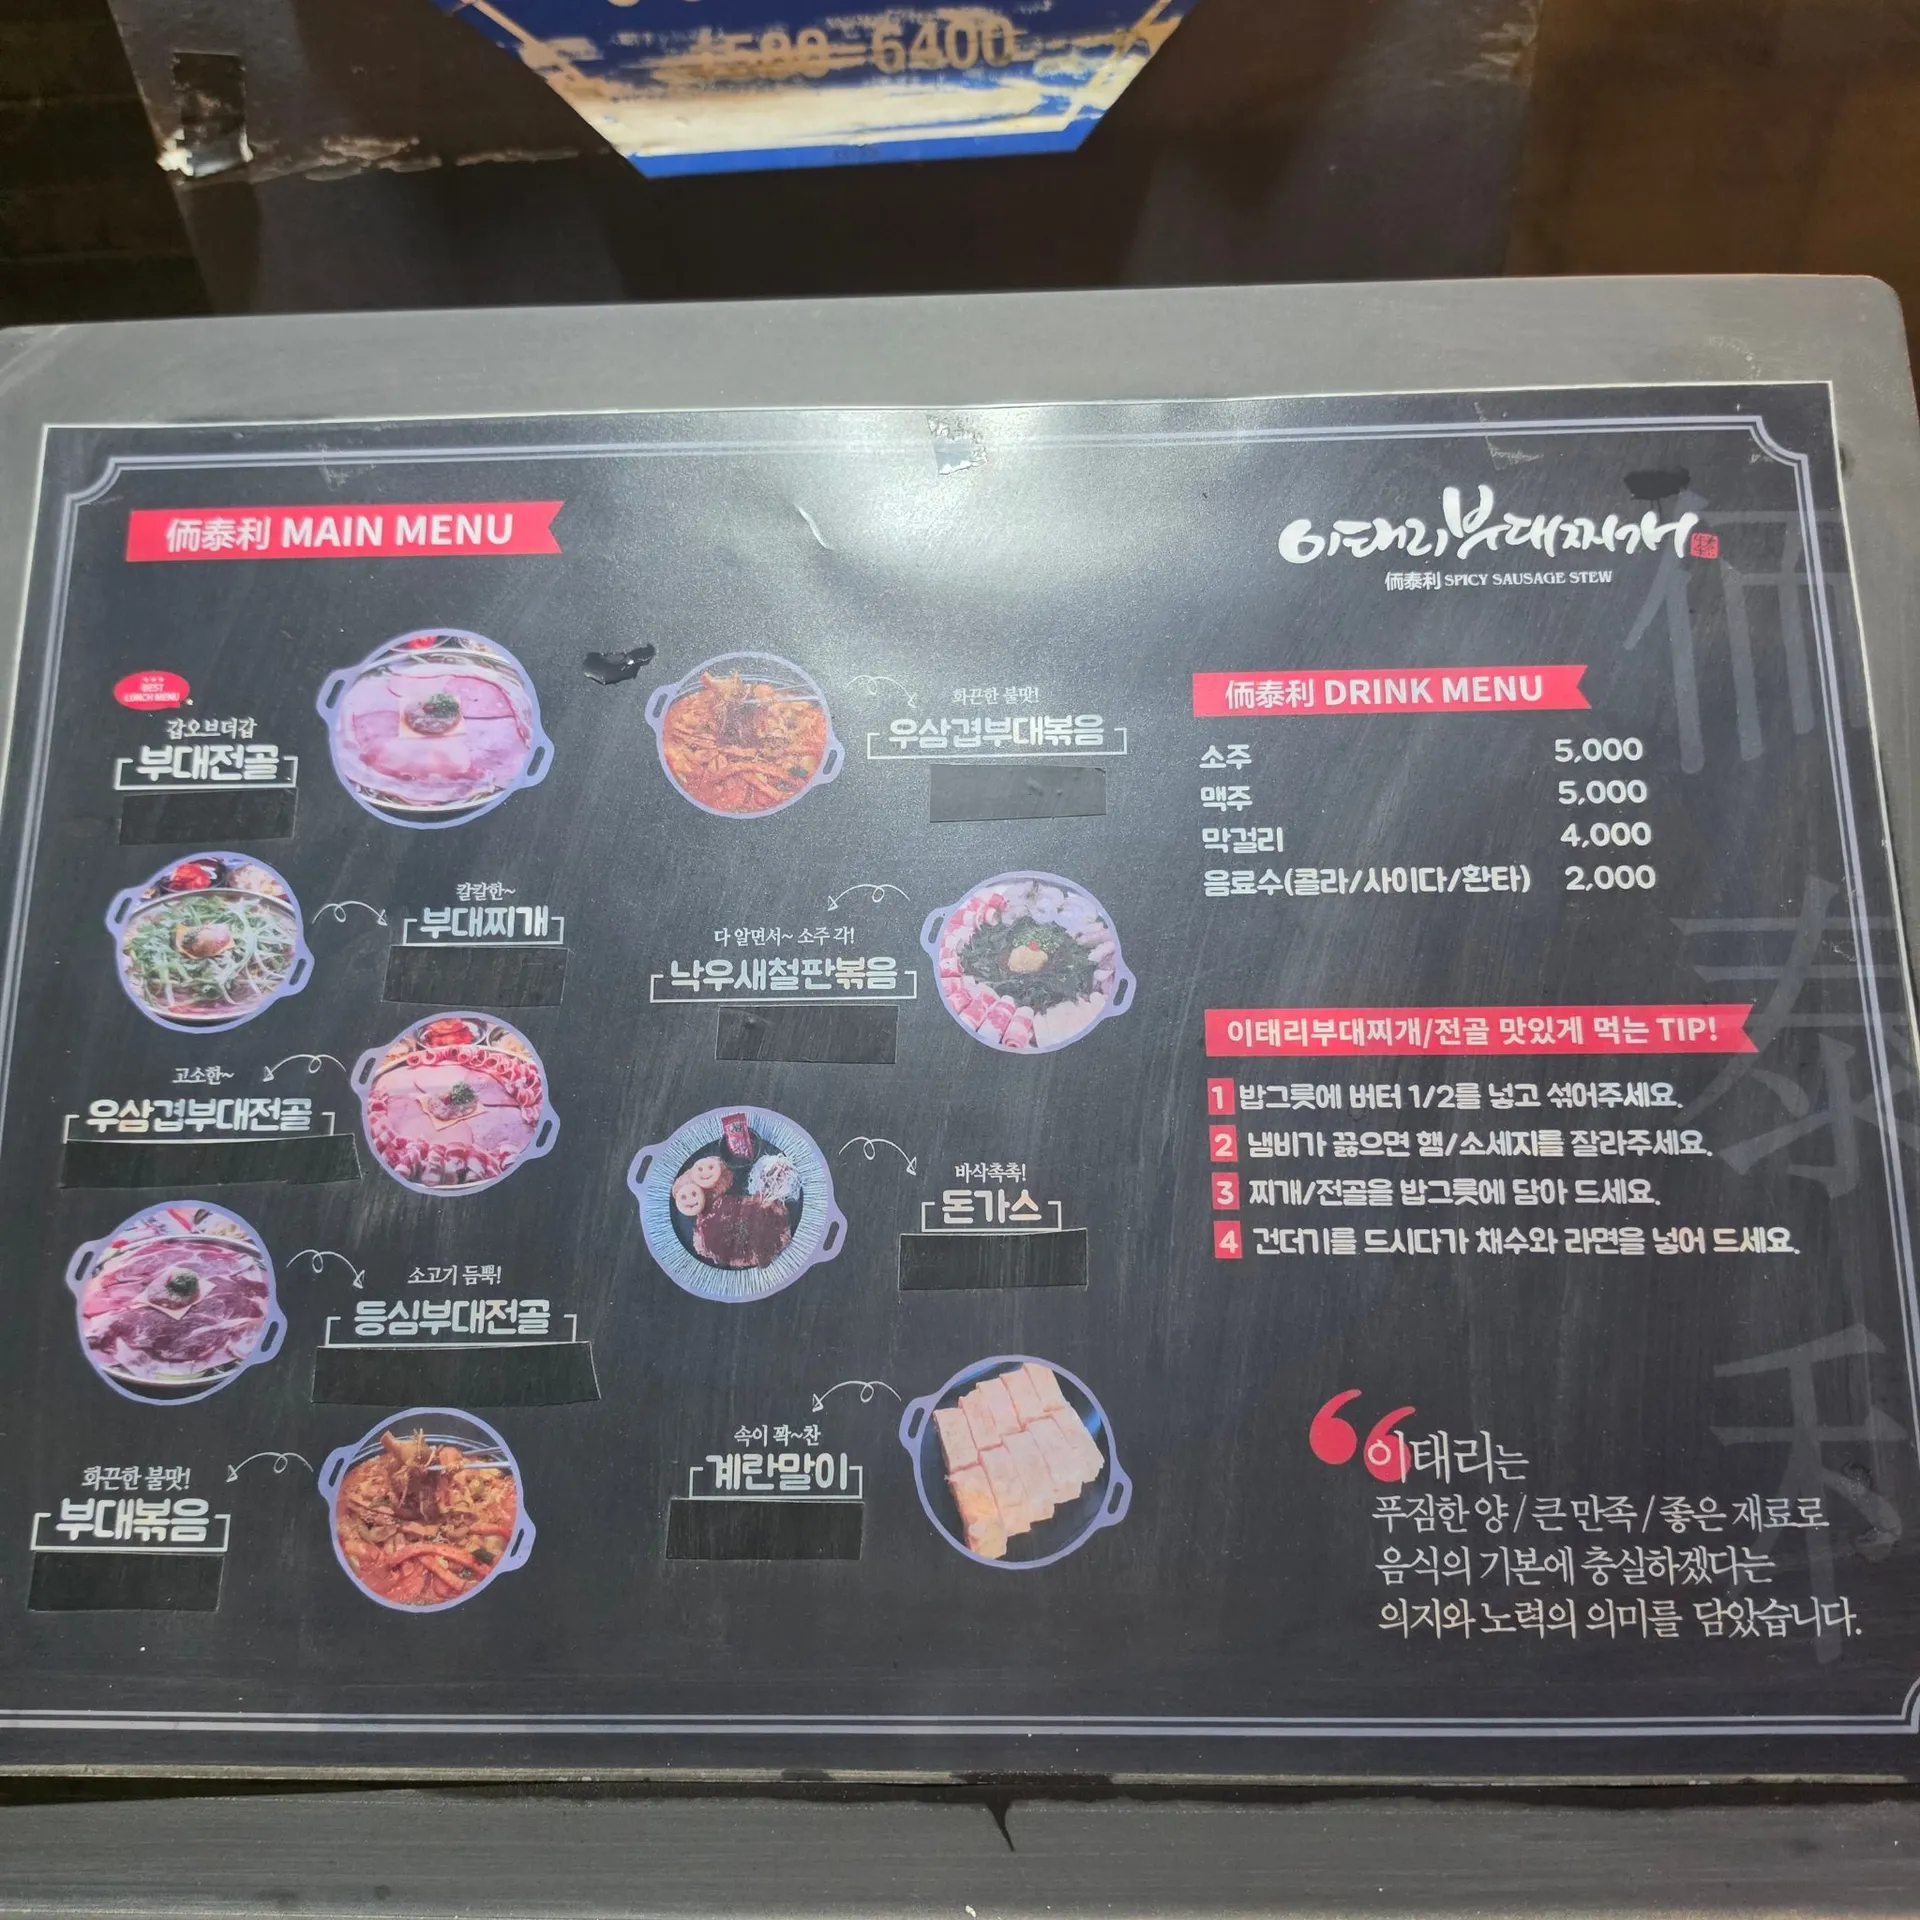 6400
侕泰利 MAIN MENU
BEST
LUNCH MENU
갑오브더갑
부대전골
칼칼한~
부대찌개
고소한~
우삼겹부대전골
소고기 듬뿍!
등심부대전골
화끈한 불맛!
부대볶음
화끈한 불맛!
우삼겹부대볶음
다 알면서~ 소주 각!
낙우새철판볶음
바삭촉촉!
돈가스
속이 꽉~찬
계란말이
이태리부대찌개
侕泰利 SPICY SAUSAGE STEW
侕泰利 DRINK MENU
소주 5,000
맥주 5,000
막걸리 4,000
음료수(콜라/사이다/환타) 2,000
이태리부대찌개/전골 맛있게 먹는 TIP!
1 밥그릇에 버터 1/2를 넣고 섞어주세요.
2 냄비가 끓으면 햄/소세지를 잘라주세요.
3 찌개/전골을 밥그릇에 담아 드세요.
4 건더기를 드시다가 채수와 라면을 넣어 드세요.
“이태리는
푸짐한 양 / 큰 만족 / 좋은 재료로
음식의 기본에 충실하겠다는
의지와 노력의 의미를 담았습니다.
侕泰利